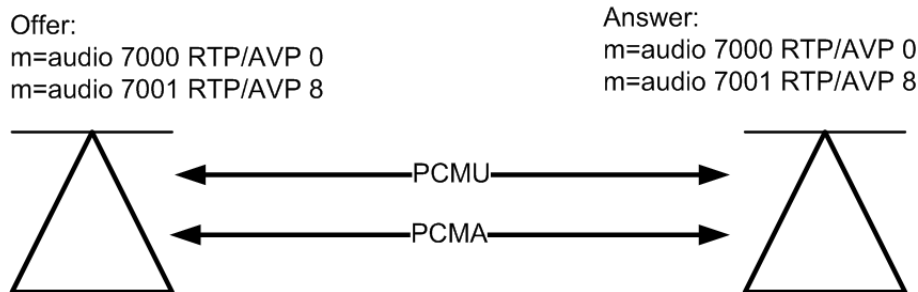 Offer:
m=audio 7000 RTP/AVP 0
m=audio 7001 RTP/AVP 8
Answer:
m=audio 7000 RTP/AVP 0
m=audio 7001 RTP/AVP 8
PCMU
PCMA